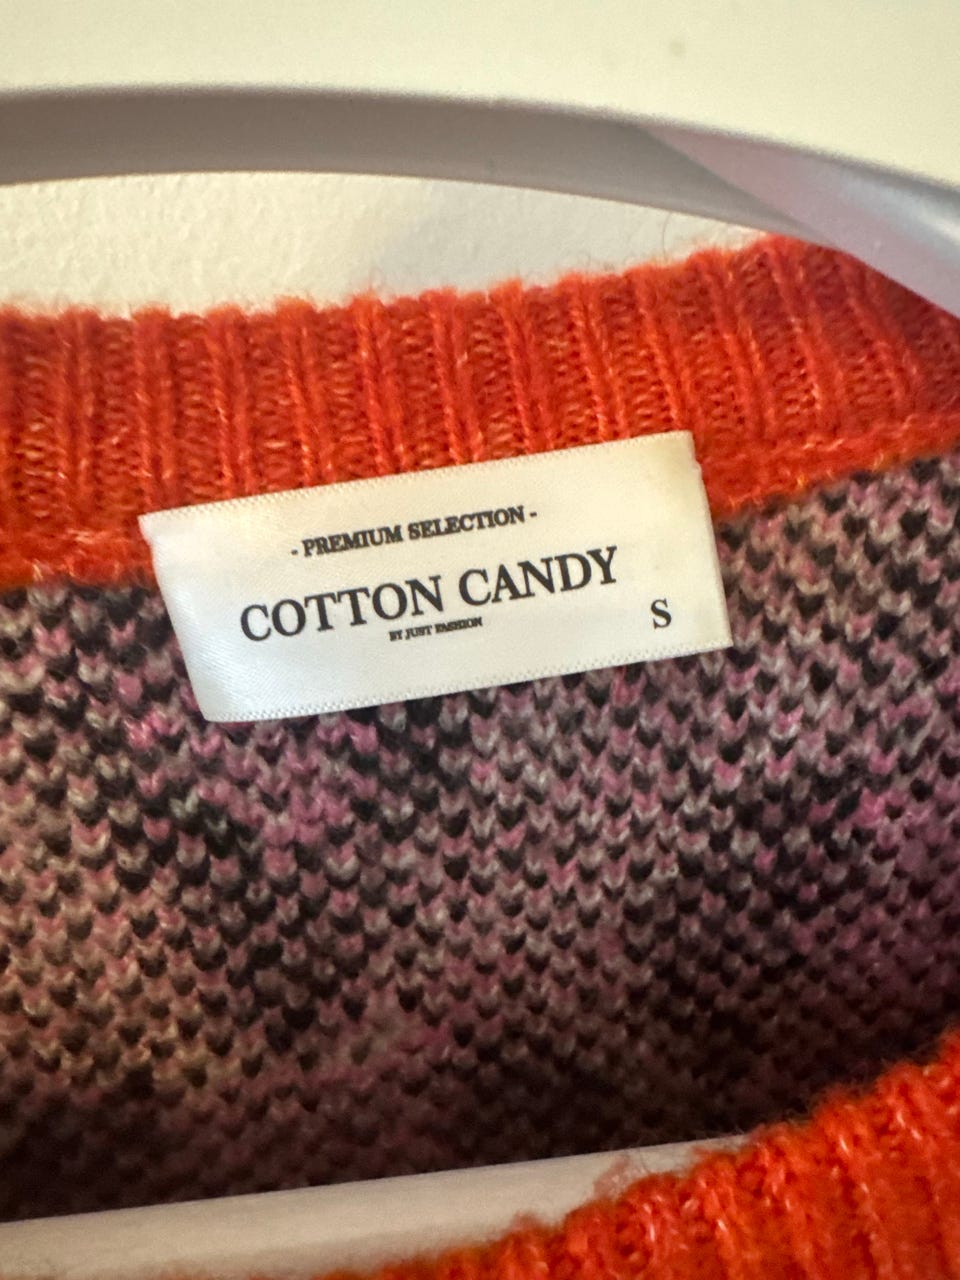 - PREMIUM SELECTION -
COTTON CANDY
BY JUST FASHION
S